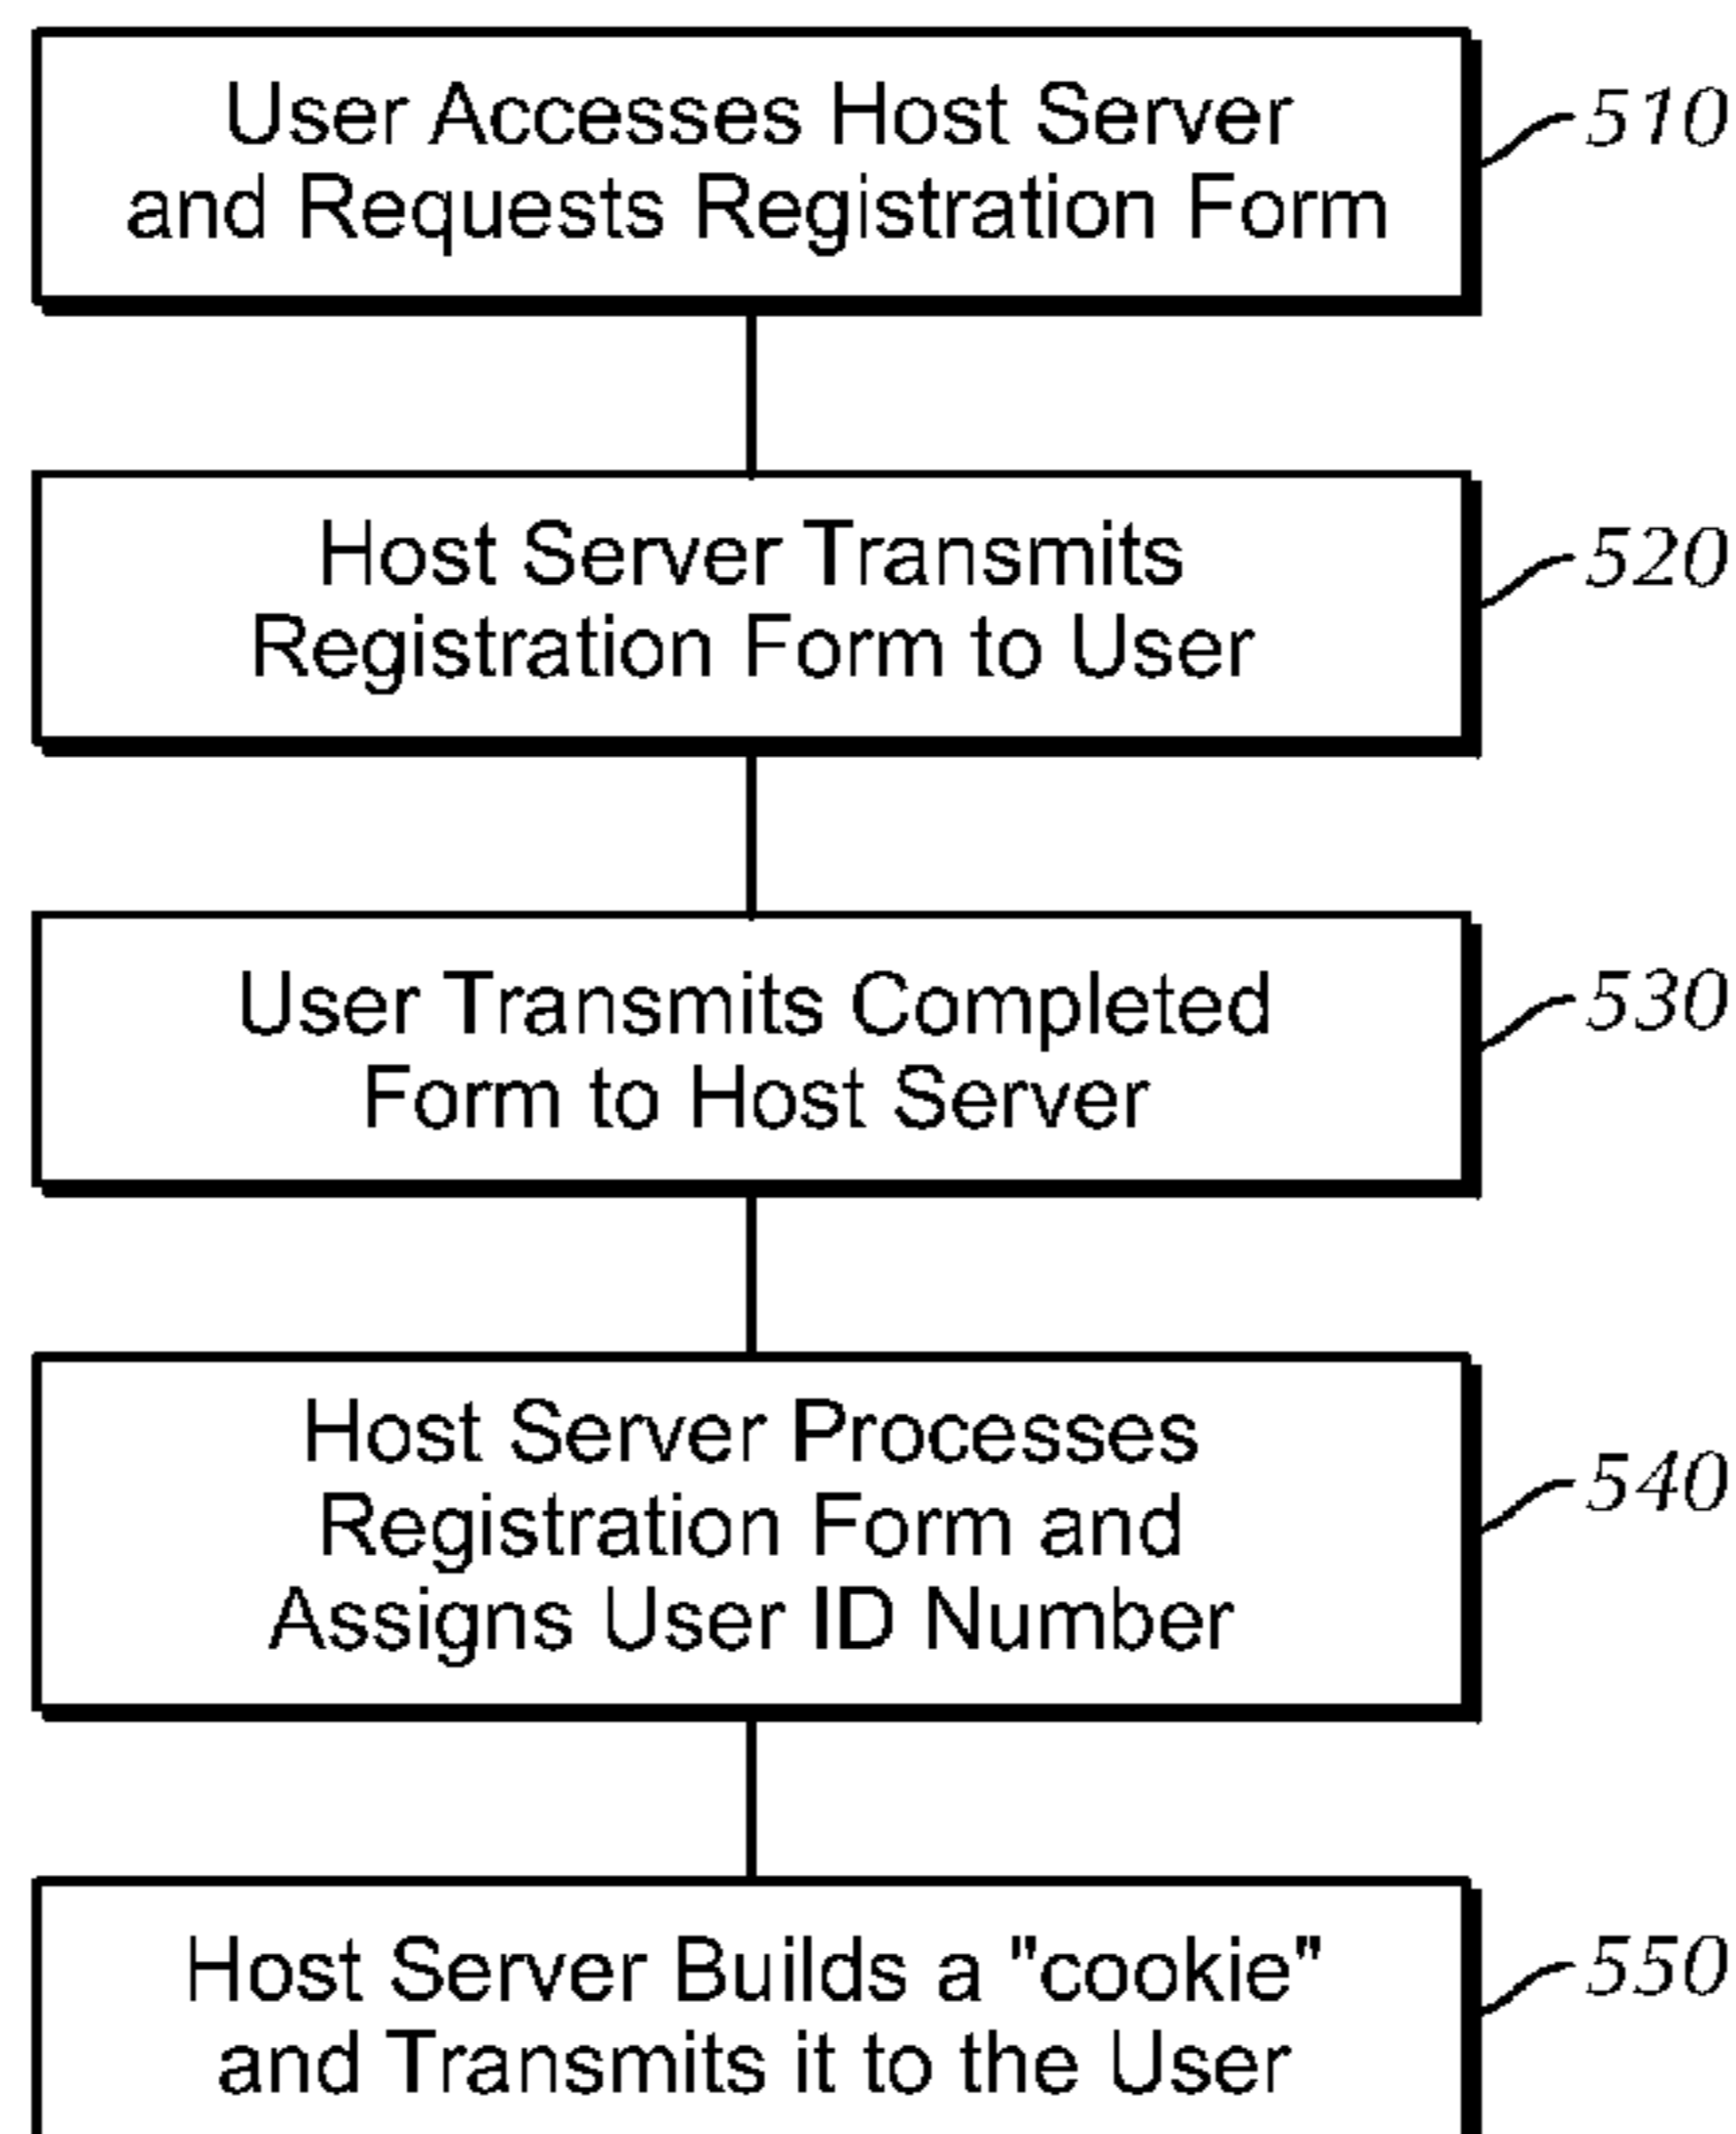 User Accesses Host Server
and Requests Registration Form
510
Host Server Transmits
Registration Form to User
520
User Transmits Completed
Form to Host Server
530
Host Server Processes
Registration Form and
Assigns User ID Number
540
Host Server Builds a "cookie"
and Transmits it to the User
550